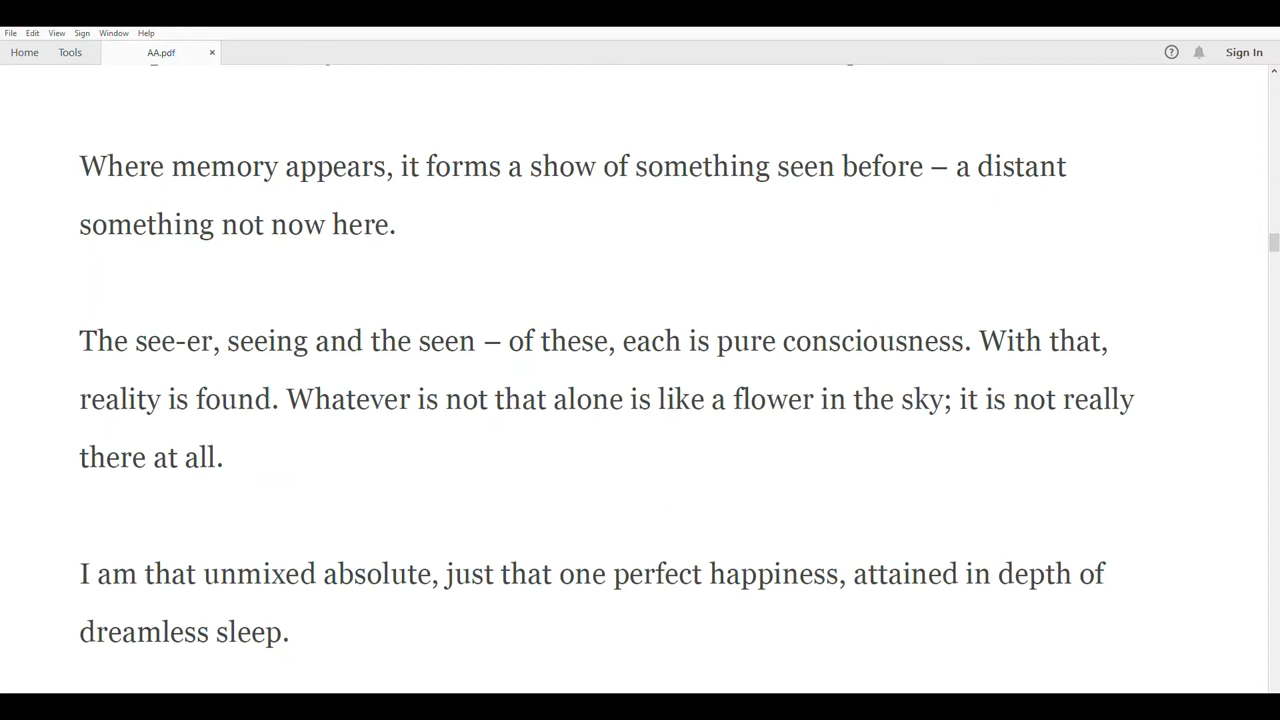 File Edit View Sign Window Help
Home Tools AA.pdf × ? Sign In
Where memory appears, it forms a show of something seen before – a distant
something not now here.
The see-er, seeing and the seen – of these, each is pure consciousness. With that,
reality is found. Whatever is not that alone is like a flower in the sky; it is not really
there at all.
I am that unmixed absolute, just that one perfect happiness, attained in depth of
dreamless sleep.